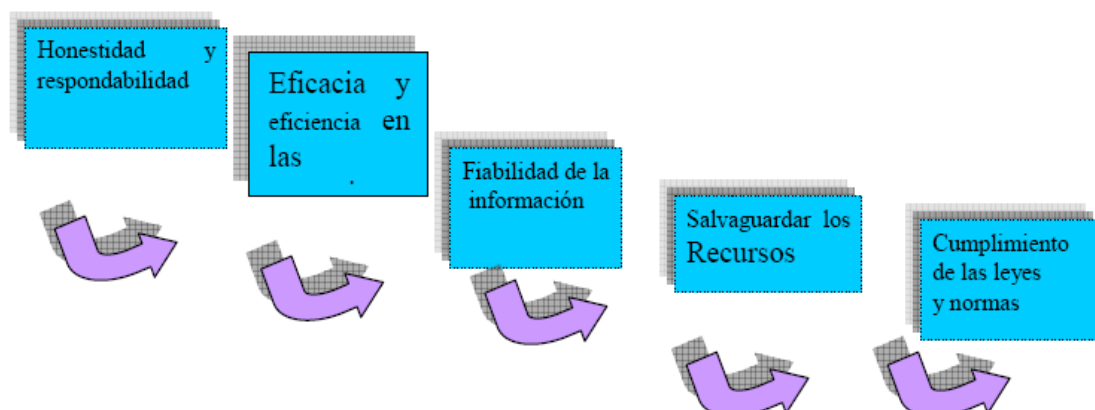 Honestidad y
respondabilidad
Eficacia y
eficiencia en
las
.
Fiabilidad de la
información
Salvaguardar los
Recursos
Cumplimiento
de las leyes
y normas